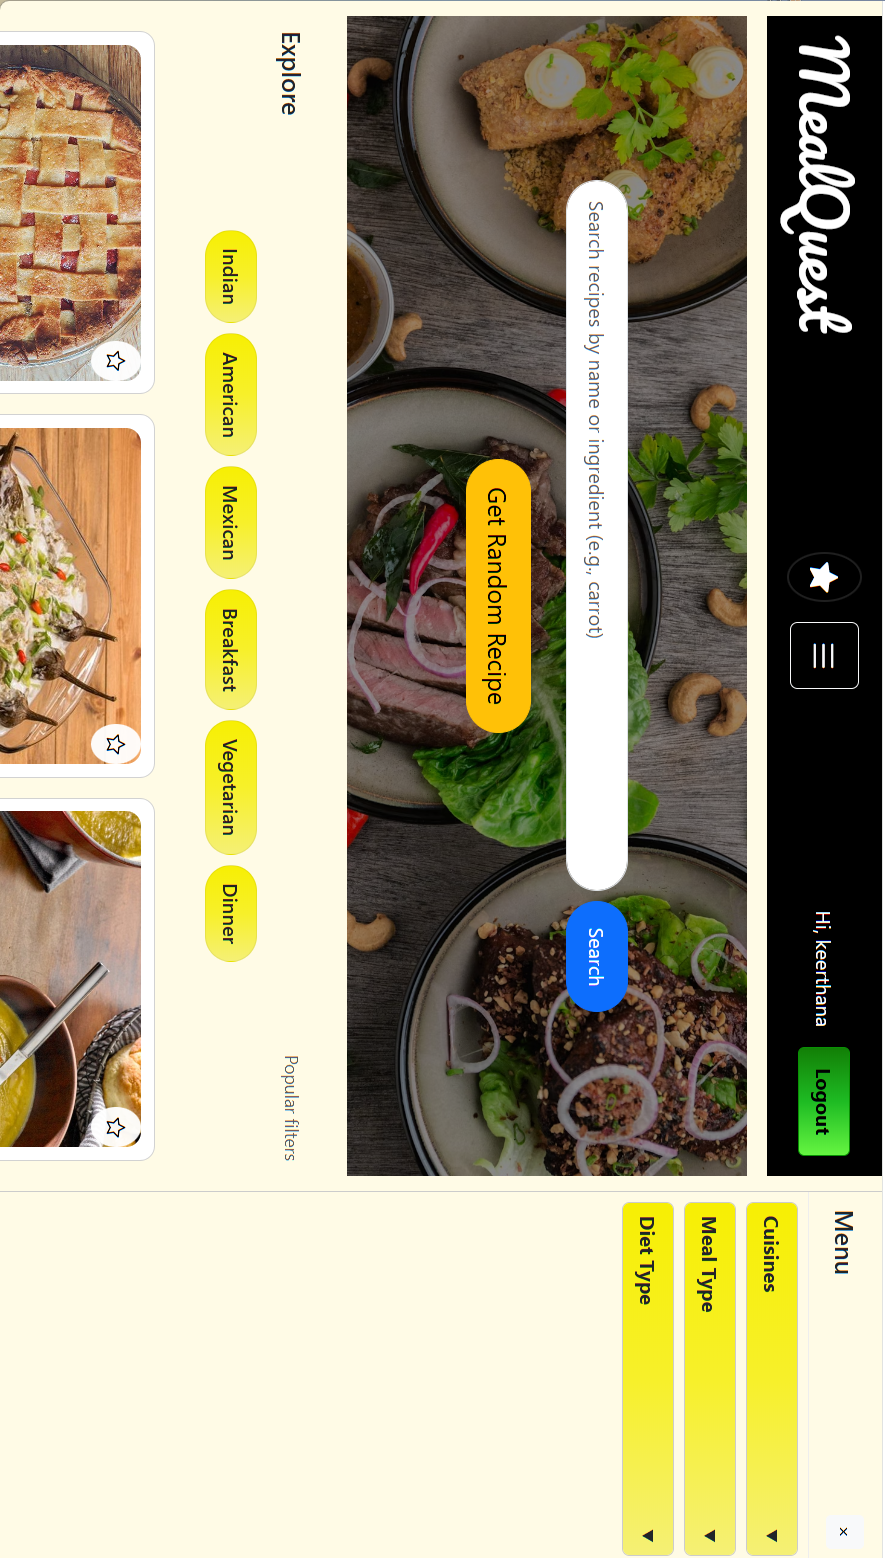 MealQuest
Hi, keerthana
Logout
Search recipes by name or ingredient (e.g., carrot)
Search
Get Random Recipe
Explore
Popular filters
Indian
American
Mexican
Breakfast
Vegetarian
Dinner
Menu
×
Cuisines
Meal Type
Diet Type